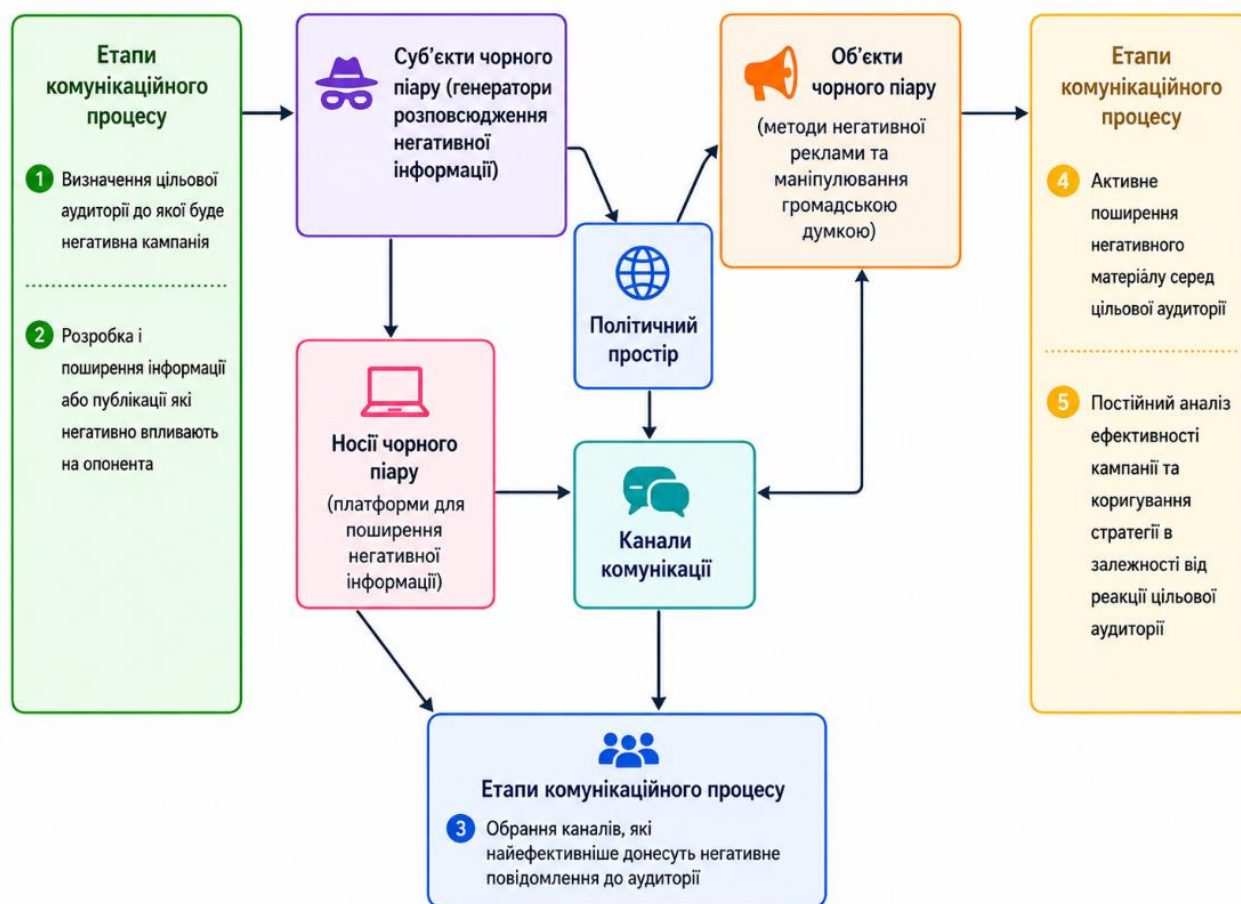 Етапи
комунікаційного
процесу
1 Визначення цільової
аудиторії до якої буде
негативна кампанія
2 Розробка і
поширення інформації
або публікації які
негативно впливають
на опонента
Суб’єкти чорного
піару (генератори
розповсюдження
негативної
інформації)
Політичний
простір
Об’єкти
чорного піару
(методи негативної
реклами та
маніпулювання
громадською
думкою)
Носії чорного
піару
(платформи для
поширення
негативної
інформації)
Канали
комунікації
Етапи комунікаційного процесу
3 Обрання каналів, які
найефективніше донесуть негативне
повідомлення до аудиторії
Етапи
комунікаційного
процесу
4 Активне
поширення
негативного
матеріалу серед
цільової аудиторії
5 Постійний аналіз
ефективності
кампанії та
коригування
стратегії в
залежності від
реакції цільової
аудиторії